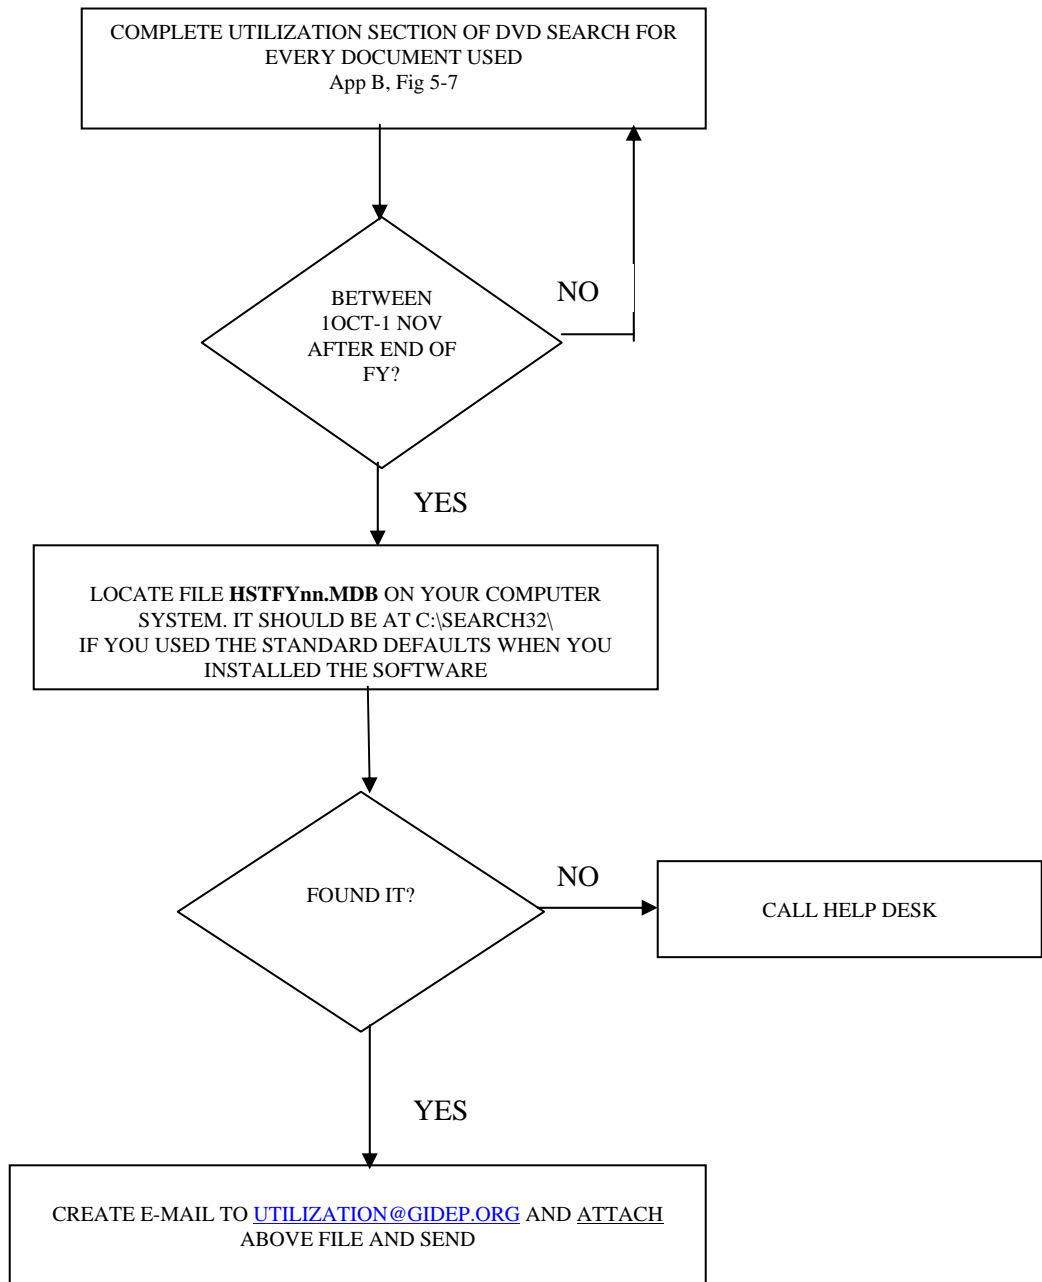 COMPLETE UTILIZATION SECTION OF DVD SEARCH FOR
EVERY DOCUMENT USED
App B, Fig 5-7
BETWEEN
1OCT-1 NOV
AFTER END OF
FY?
NO
YES
LOCATE FILE HSTFYnn.MDB ON YOUR COMPUTER
SYSTEM. IT SHOULD BE AT C:\SEARCH32\
IF YOU USED THE STANDARD DEFAULTS WHEN YOU
INSTALLED THE SOFTWARE
FOUND IT?
NO
CALL HELP DESK
YES
CREATE E-MAIL TO UTILIZATION@GIDEP.ORG AND ATTACH
ABOVE FILE AND SEND